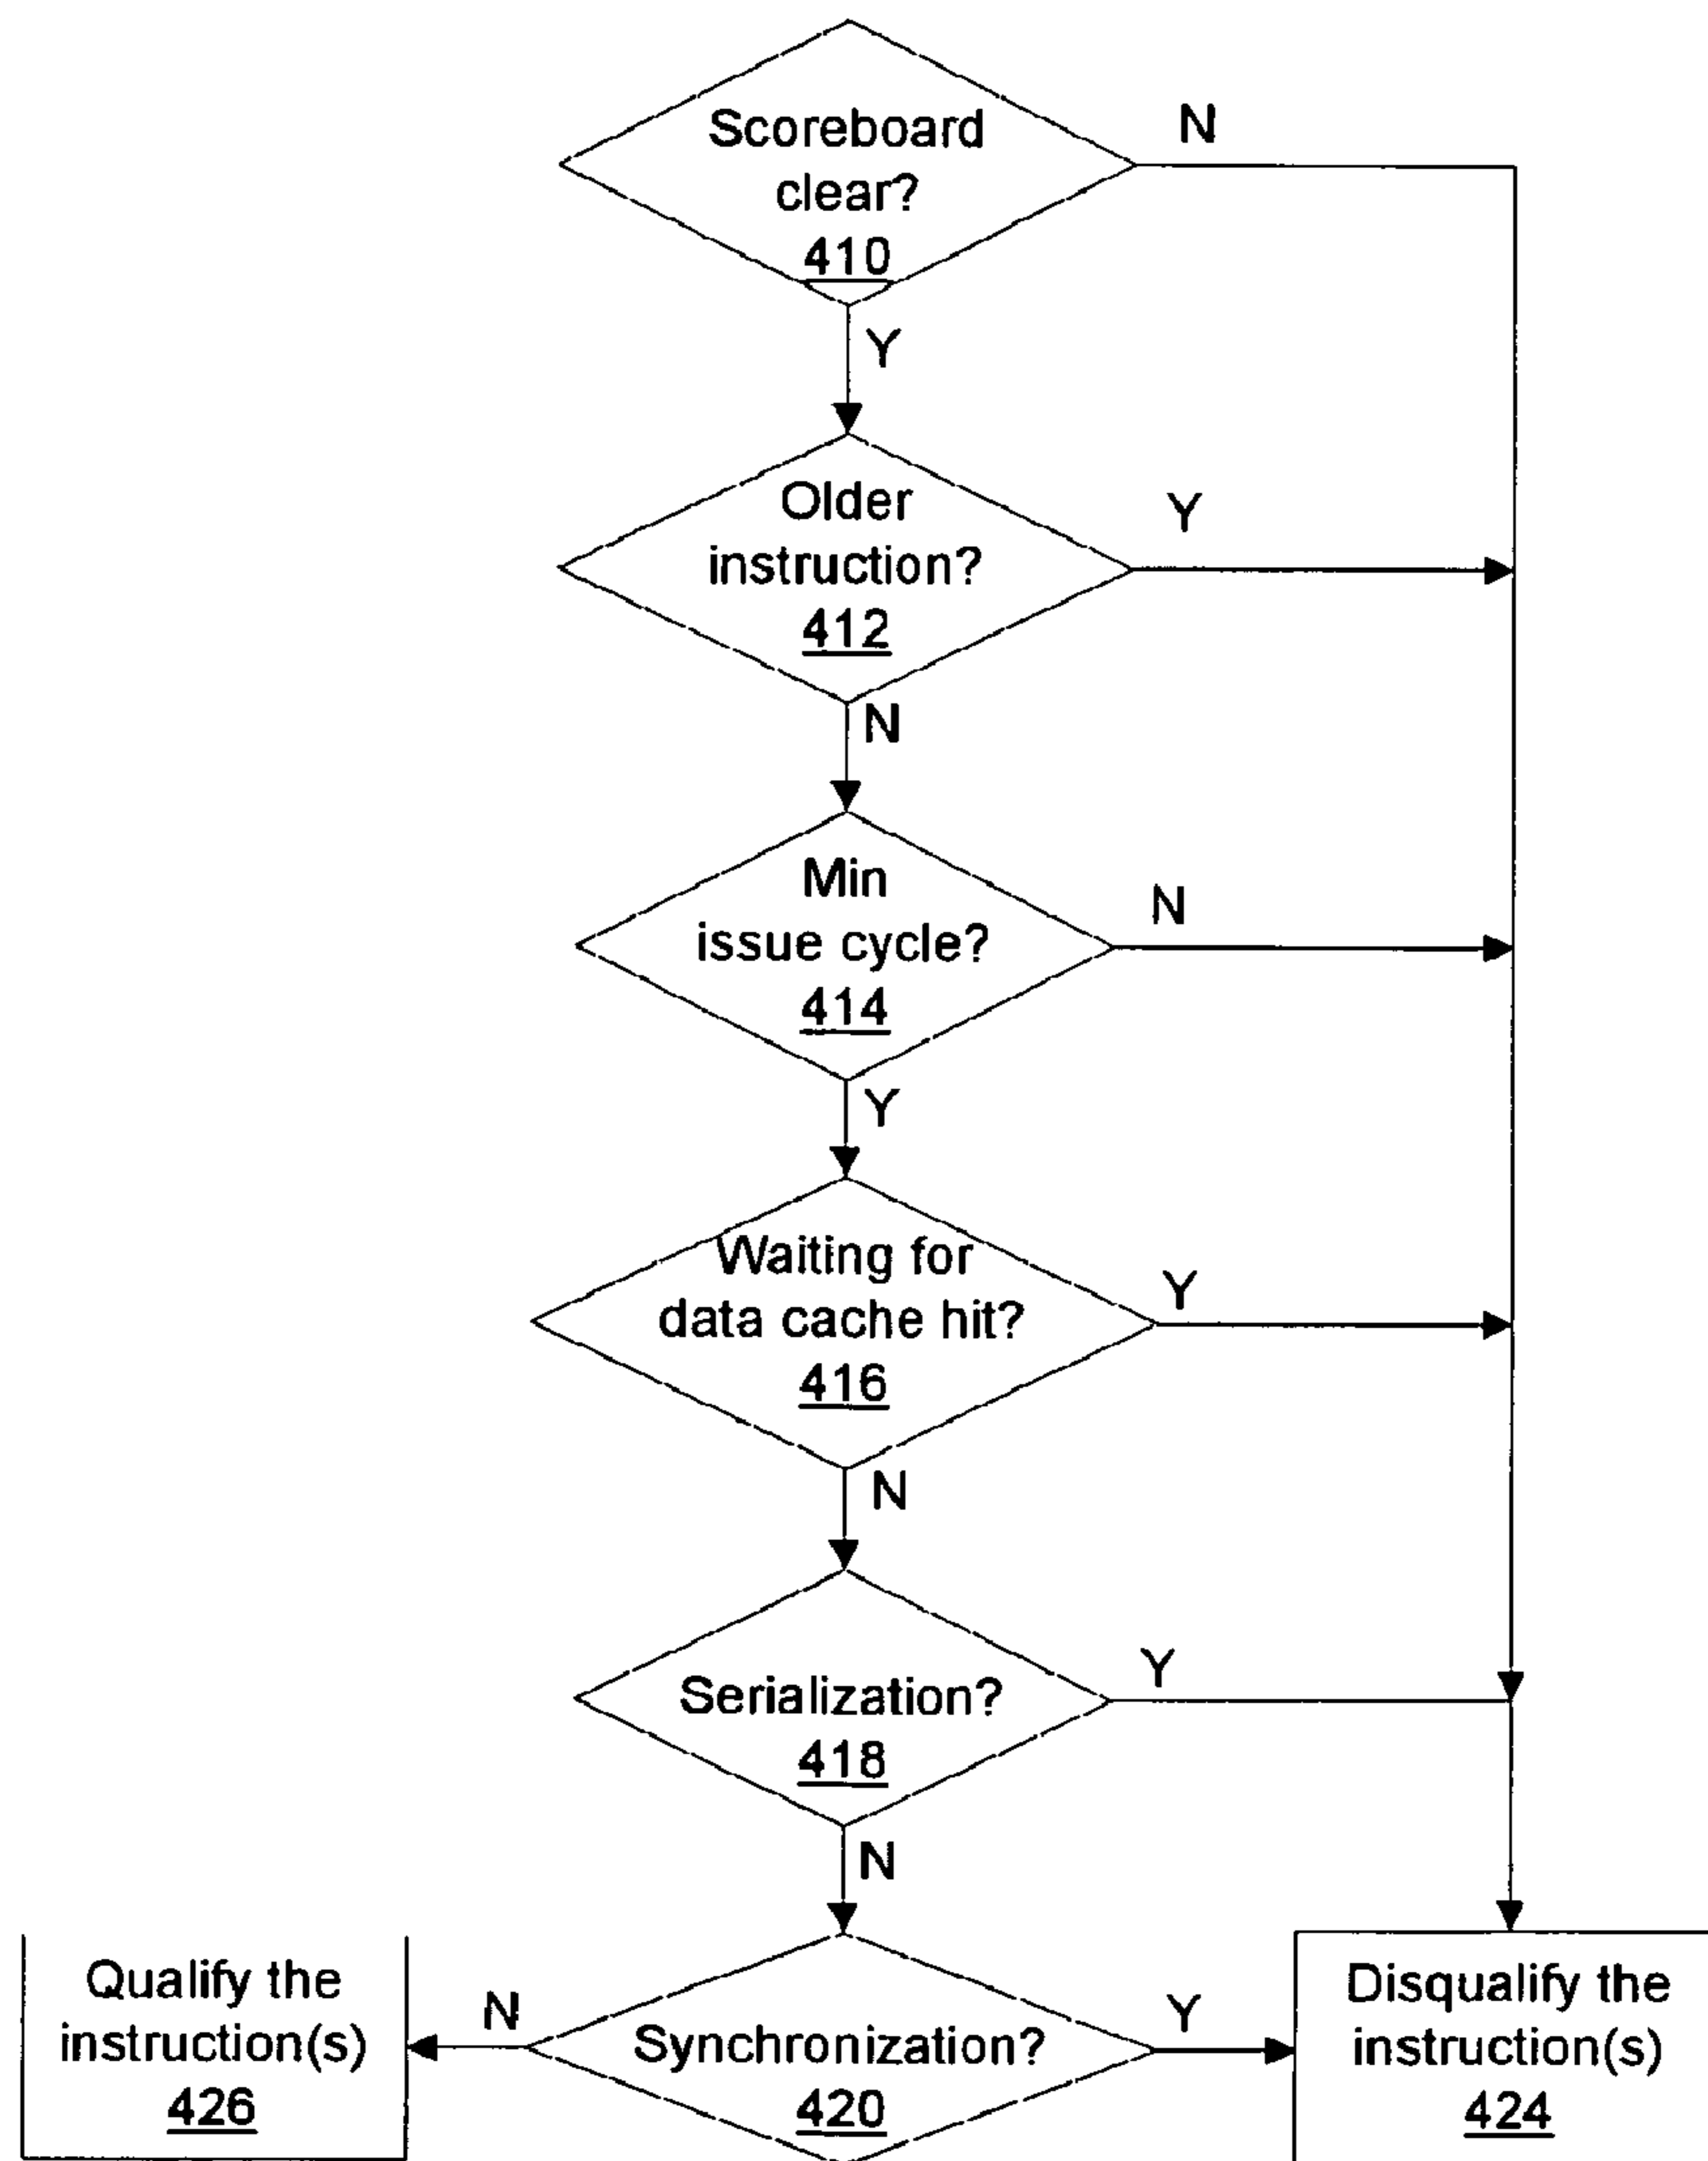 Scoreboard
clear?
410
N
Y
Older
instruction?
412
Y
N
Min
issue cycle?
414
N
Y
Waiting for
data cache hit?
416
Y
N
Serialization?
418
Y
N
Qualify the
instruction(s)
426
N
Synchronization?
420
Y
Disqualify the
instruction(s)
424